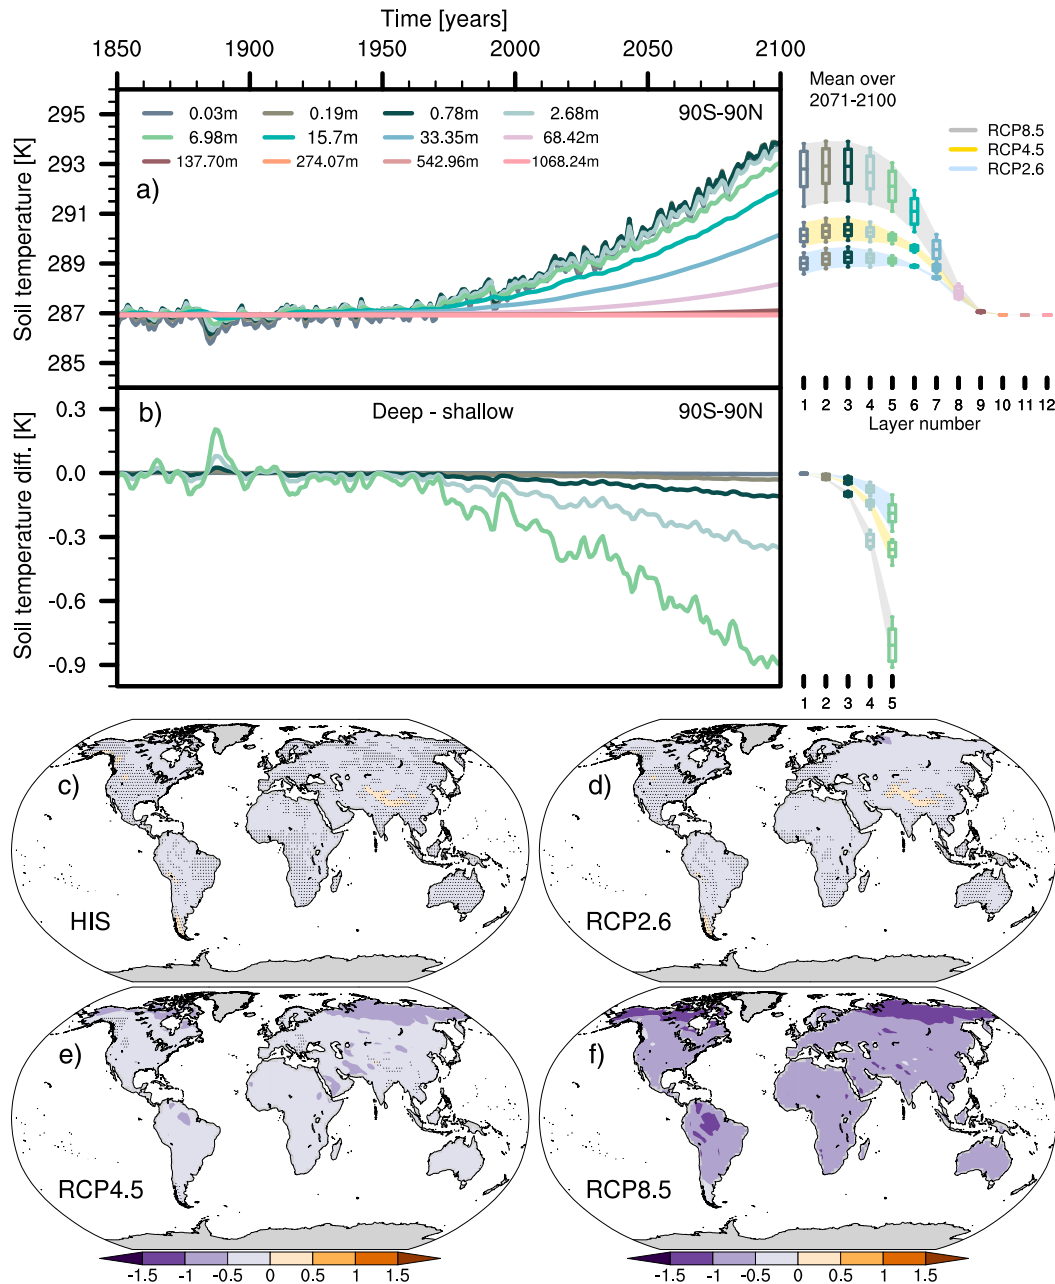 Time [years]
1850 1900 1950 2000 2050 2100
Mean over
2071-2100
295
293
291
289
287
285
Soil temperature [K]
0.03m 0.19m 0.78m 2.68m 90S-90N
6.98m 15.7m 33.35m 68.42m
137.70m 274.07m 542.96m 1068.24m
a)
RCP8.5
RCP4.5
RCP2.6
1 2 3 4 5 6 7 8 9 10 11 12
Layer number
b) Deep - shallow 90S-90N
0.3
0.0
-0.3
-0.6
-0.9
Soil temperature diff. [K]
1 2 3 4 5
c) d)
HIS RCP2.6
e) f)
RCP4.5 RCP8.5
-1.5 -1 -0.5 0 0.5 1 1.5 -1.5 -1 -0.5 0 0.5 1 1.5